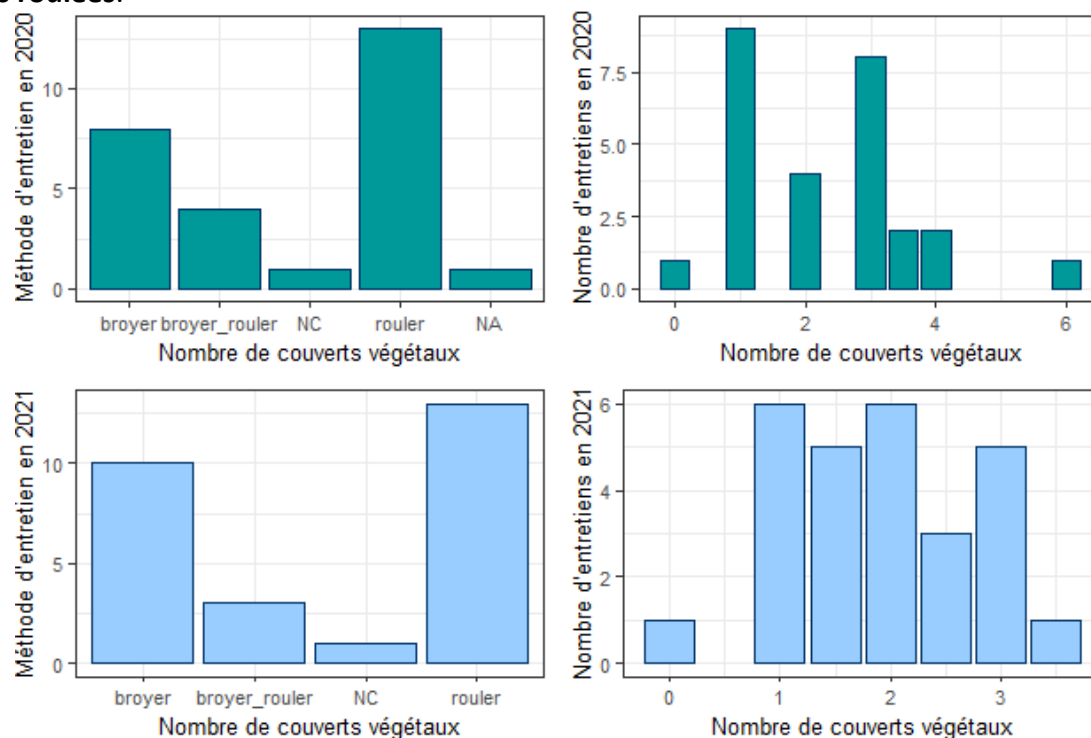 s roulées.
Méthode d'entretien en 2020
10
5
0
broyer broyer_rouler NC rouler NA
Nombre de couverts végétaux
Nombre d'entretiens en 2020
7.5
5.0
2.5
0.0
0 2 4 6
Nombre de couverts végétaux
Méthode d'entretien en 2021
10
5
0
broyer broyer_rouler NC rouler
Nombre de couverts végétaux
Nombre d'entretiens en 2021
6
4
2
0
0 1 2 3
Nombre de couverts végétaux